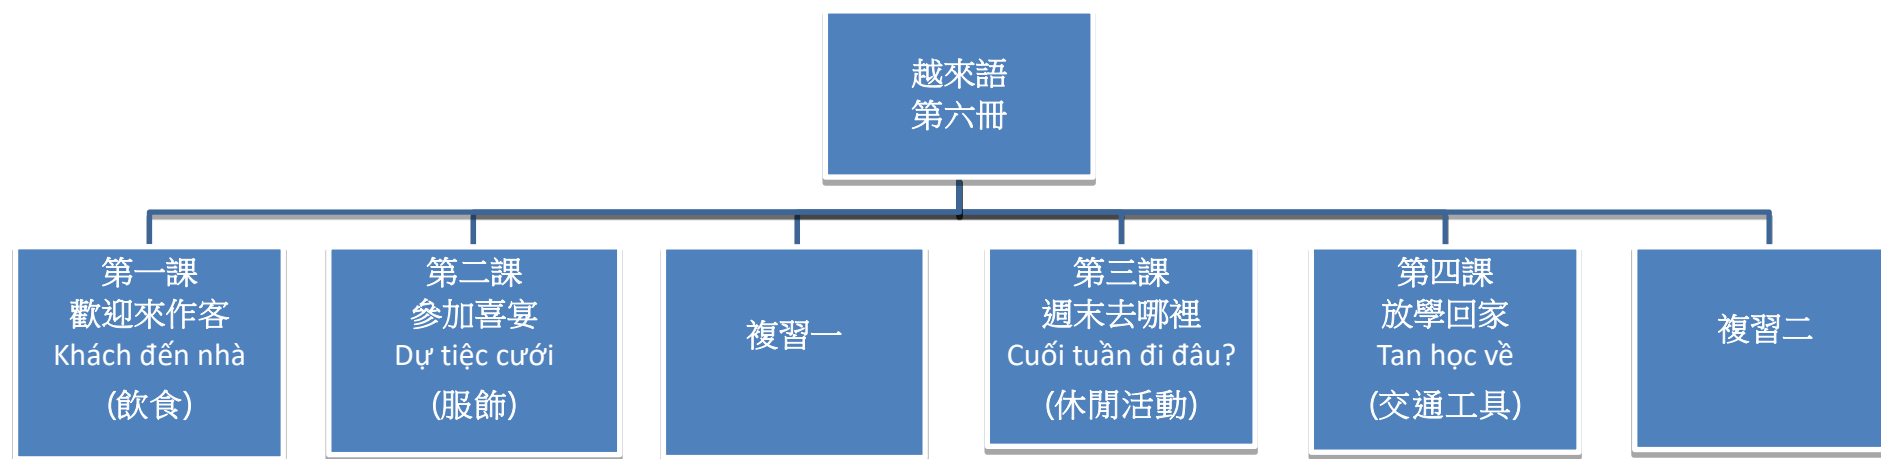 越來語
第六冊
第一課
歡迎來作客
Khách đến nhà
(飲食)
第二課
參加喜宴
Dự tiệc cưới
(服飾)
複習一
第三課
週末去哪裡
Cuối tuần đi đâu?
(休閒活動)
第四課
放學回家
Tan học về
(交通工具)
複習二